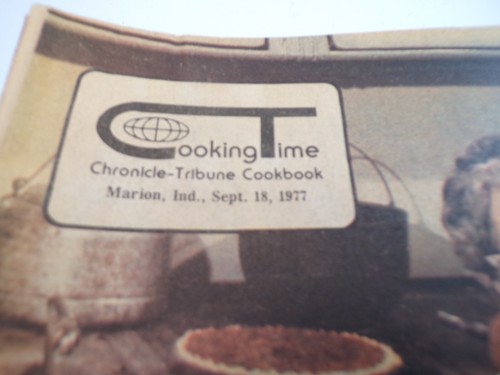 CookingTime
Chronicle-Tribune Cookbook
Marion, Ind., Sept. 18, 1977